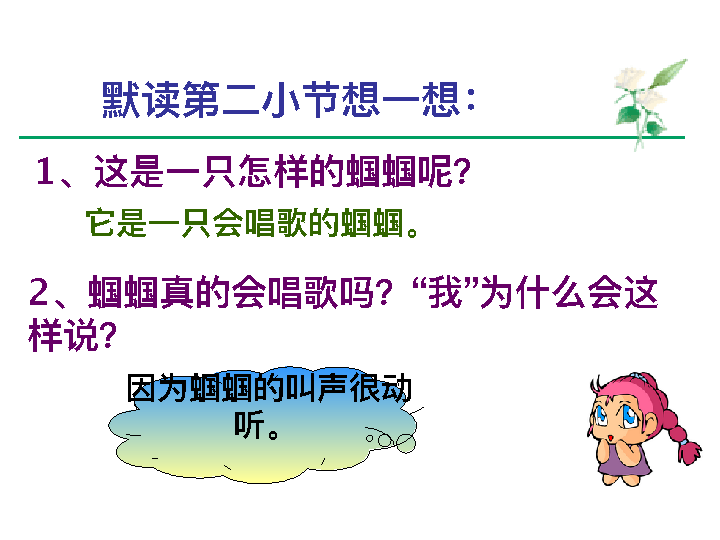 默读第二小节想一想：
1、这是一只怎样的蝈蝈呢？
它是一只会唱歌的蝈蝈。
2、蝈蝈真的会唱歌吗？“我”为什么会这
样说？
因为蝈蝈的叫声很动
听。